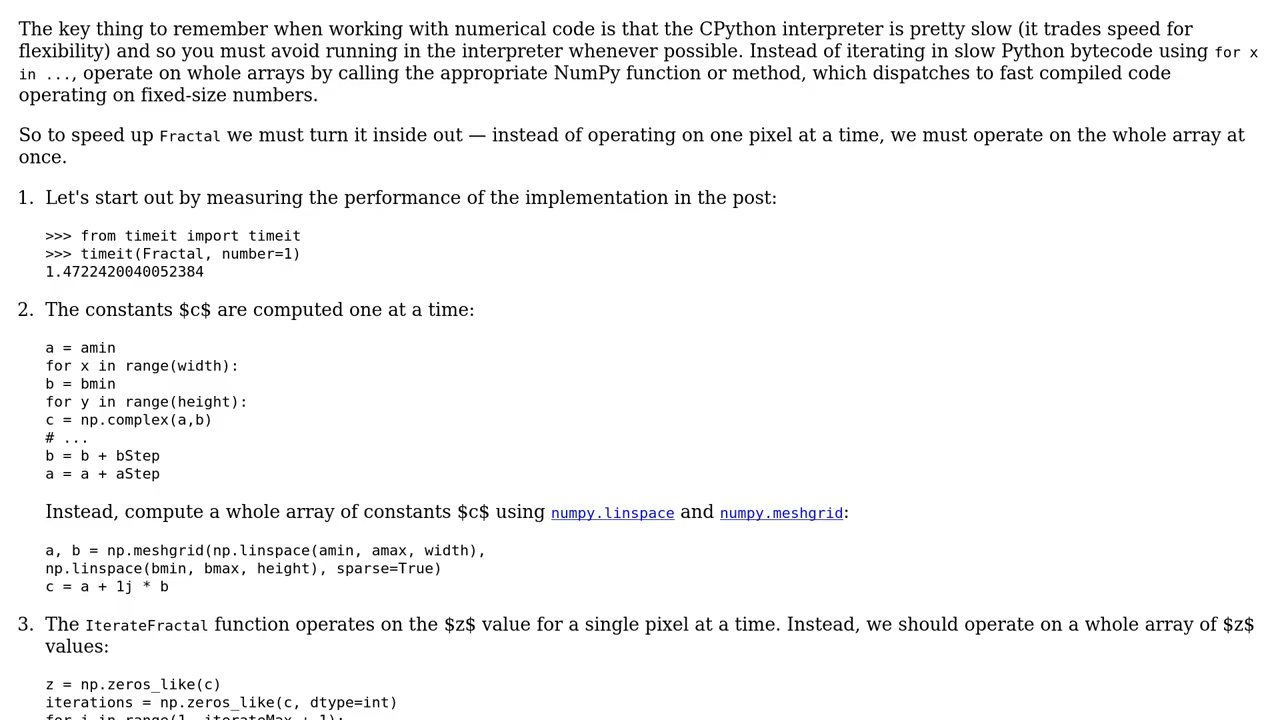 The key thing to remember when working with numerical code is that the CPython interpreter is pretty slow (it trades speed for
flexibility) and so you must avoid running in the interpreter whenever possible. Instead of iterating in slow Python bytecode using for x
in ..., operate on whole arrays by calling the appropriate NumPy function or method, which dispatches to fast compiled code
operating on fixed-size numbers.
So to speed up Fractal we must turn it inside out — instead of operating on one pixel at a time, we must operate on the whole array at
once.
1. Let's start out by measuring the performance of the implementation in the post:
>>> from timeit import timeit
>>> timeit(Fractal, number=1)
1.4722420040052384
2. The constants $c$ are computed one at a time:
a = amin
for x in range(width):
b = bmin
for y in range(height):
c = np.complex(a,b)
# ...
b = b + bStep
a = a + aStep
Instead, compute a whole array of constants $c$ using numpy.linspace and numpy.meshgrid:
a, b = np.meshgrid(np.linspace(amin, amax, width),
np.linspace(bmin, bmax, height), sparse=True)
c = a + 1j * b
3. The IterateFractal function operates on the $z$ value for a single pixel at a time. Instead, we should operate on a whole array of $z$
values:
z = np.zeros_like(c)
iterations = np.zeros_like(c, dtype=int)
for i in range(1, iterateMax + 1):